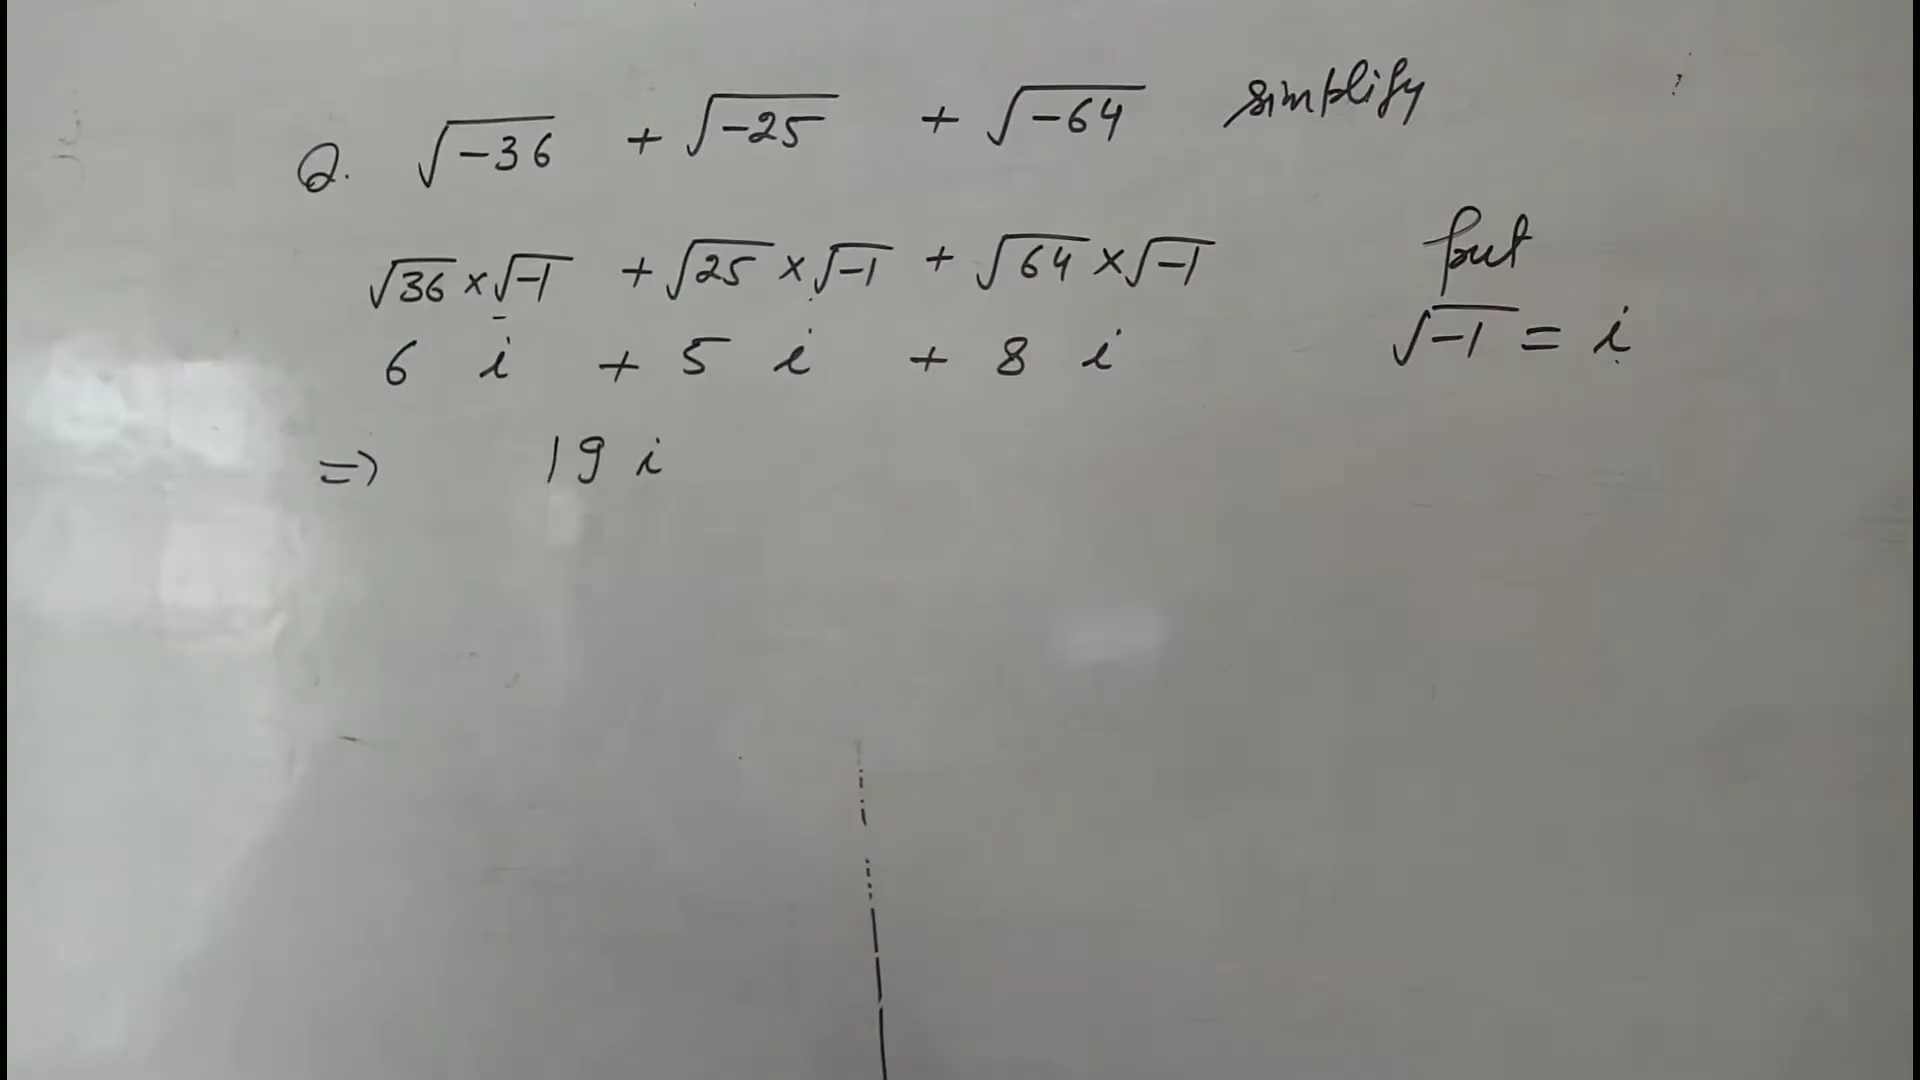 Q. √-36 + √-25 + √-64 simplify
√36 × √-1 + √25 × √-1 + √64 × √-1 put
6 i + 5 i + 8 i √-1 = i
=> 19 i